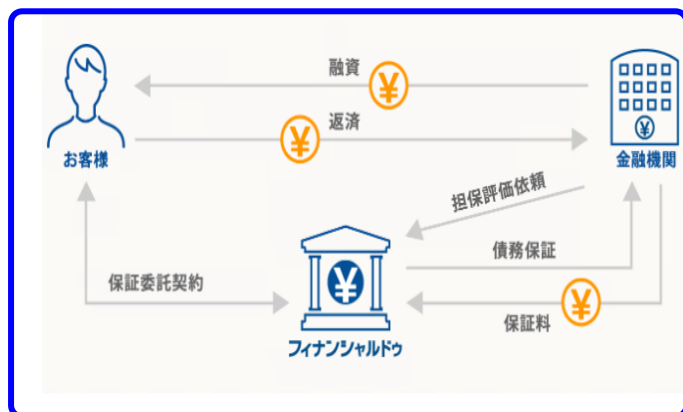 融資
¥
返済
¥
お客様
¥
金融機関
担保評価依頼
債務保証
保証委託契約
¥
¥
保証料
フィナンシャルドゥ